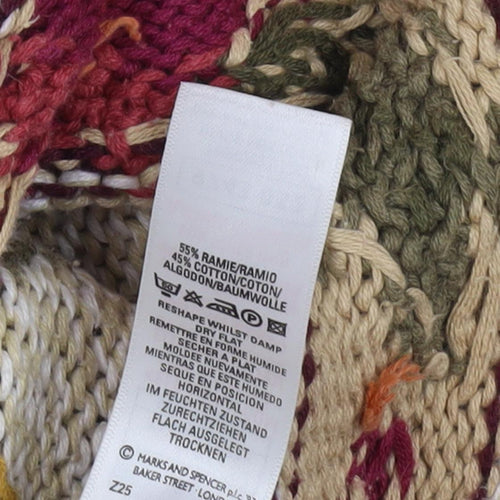 55% RAMIE/RAMIO
45% COTTON/COTON/
ALGODON/BAUMWOLLE
P
RESHAPE WHILST DAMP
DRY FLAT
REMETTRE EN FORME HUMIDE
SECHER A PLAT
MOLDEE NUEVAMENTE
MIENTRAS QUE ESTE HUMEDO
SEQUE EN POSICION
HORIZONTAL
IM FEUCHTEN ZUSTAND
ZURECHTZIEHEN
FLACH AUSGELEGT
TROCKNEN
© MARKS AND SPENCER p.l.c.
BAKER STREET
Z25